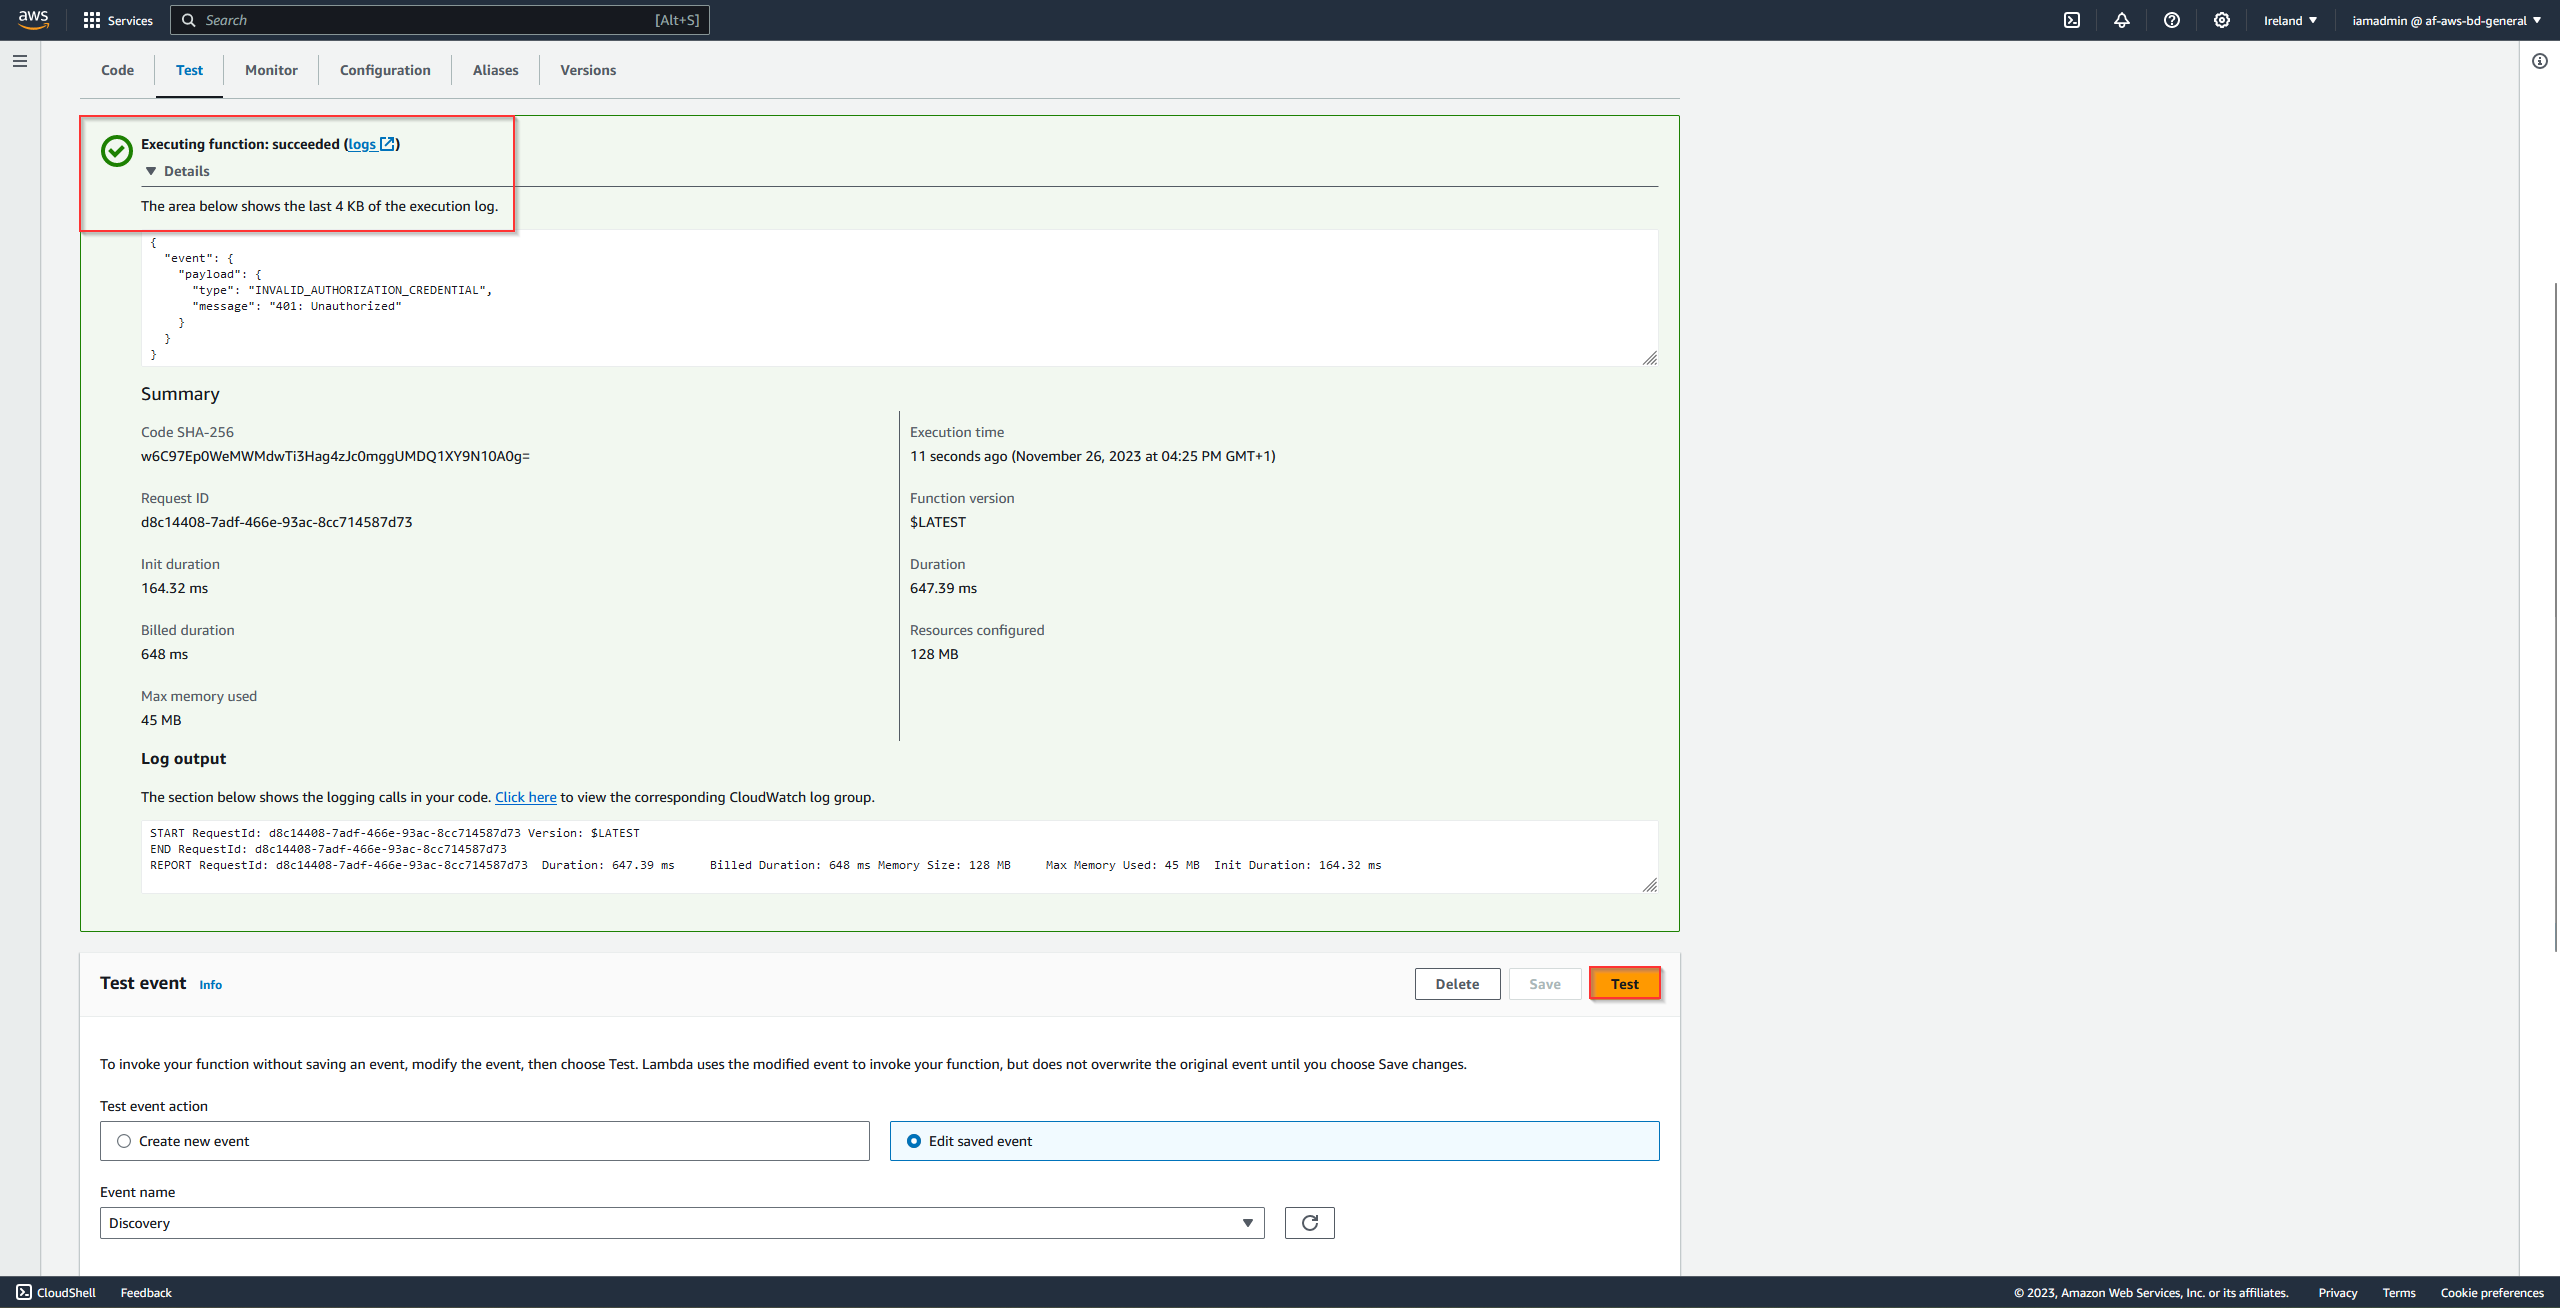 aws Services Search [Alt+S] Ireland iamadmin @ af-aws-bd-general
Code Test Monitor Configuration Aliases Versions
Executing function: succeeded (logs)
Details
The area below shows the last 4 KB of the execution log.
{
  "event": {
    "payload": {
      "type": "INVALID_AUTHORIZATION_CREDENTIAL",
      "message": "401: Unauthorized"
    }
  }
}
Summary
Code SHA-256
w6C97Ep0WeMWMdwTi3Hag4zJc0mggUMDQ1XY9N10A0g=
Request ID
d8c14408-7adf-466e-93ac-8cc714587d73
Init duration
164.32 ms
Billed duration
648 ms
Max memory used
45 MB
Execution time
11 seconds ago (November 26, 2023 at 04:25 PM GMT+1)
Function version
$LATEST
Duration
647.39 ms
Resources configured
128 MB
Log output
The section below shows the logging calls in your code. Click here to view the corresponding CloudWatch log group.
START RequestId: d8c14408-7adf-466e-93ac-8cc714587d73 Version: $LATEST
END RequestId: d8c14408-7adf-466e-93ac-8cc714587d73
REPORT RequestId: d8c14408-7adf-466e-93ac-8cc714587d73 Duration: 647.39 ms Billed Duration: 648 ms Memory Size: 128 MB Max Memory Used: 45 MB Init Duration: 164.32 ms
Test event Info Delete Save Test
To invoke your function without saving an event, modify the event, then choose Test. Lambda uses the modified event to invoke your function, but does not overwrite the original event until you choose Save changes.
Test event action
Create new event Edit saved event
Event name
Discovery
CloudShell Feedback © 2023, Amazon Web Services, Inc. or its affiliates. Privacy Terms Cookie preferences